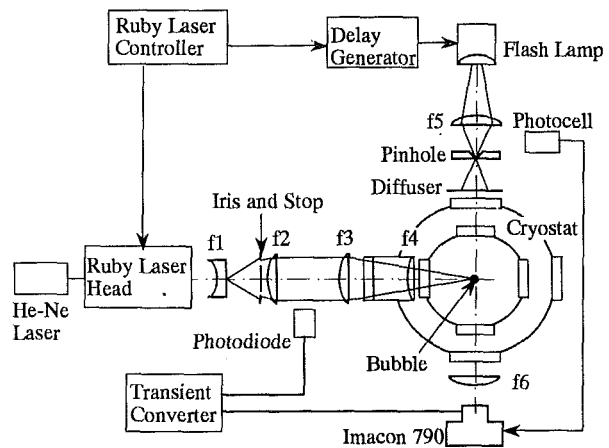 Ruby Laser
Controller
Delay
Generator
Flash Lamp
f5
Photocell
Pinhole
Diffuser
Iris and Stop
Cryostat
f1
f2
f3
f4
Ruby Laser
Head
He-Ne
Laser
Photodiode
Bubble
f6
Transient
Converter
Imacon 790